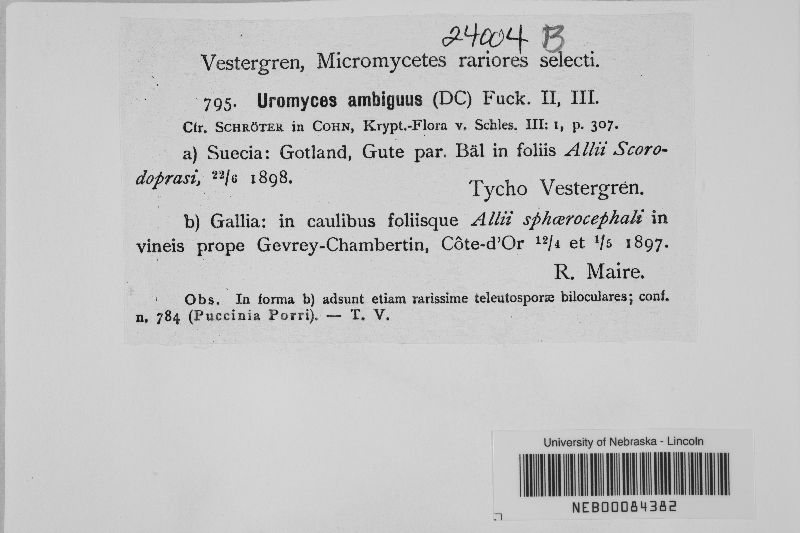 24004 B
Vestergren, Micromycetes rariores selecti.
795. Uromyces ambiguus (DC) Fuck. II, III.
Cfr. SCHRÖTER in COHN, Krypt.-Flora v. Schles. III: 1, p. 307.
a) Suecia: Gotland, Gute par. Bäl in foliis Allii Scoro-
doprasi, 22/6 1898.
Tycho Vestergren.
b) Gallia: in caulibus foliisque Allii sphærocephali in
vineis prope Gevrey-Chambertin, Côte-d'Or 12/4 et 1/5 1897.
R. Maire.
Obs. In forma b) adsunt etiam rarissime teleutosporæ biloculares; conf.
n. 784 (Puccinia Porri). — T. V.
University of Nebraska - Lincoln
NEB00084382